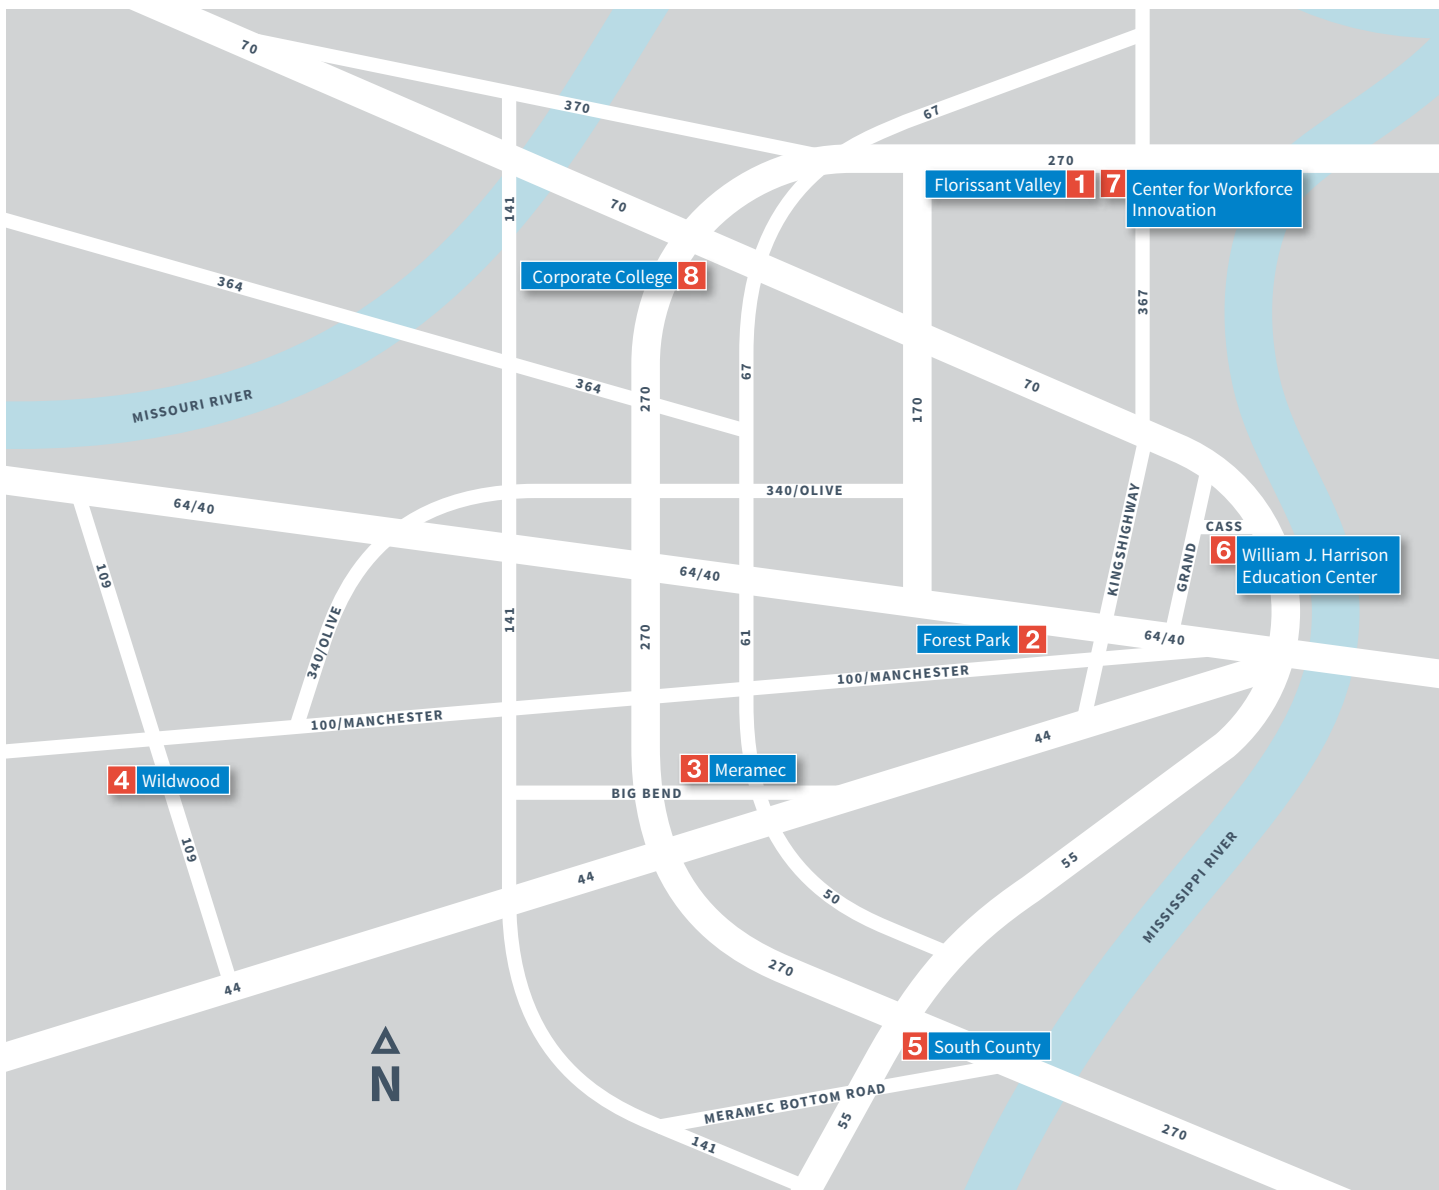 70
370
67
270
Florissant Valley 1
7 Center for Workforce
Innovation
141
70
Corporate College 8
364
367
67
364
270
70
170
MISSOURI RIVER
340/OLIVE
64/40
CASS
6 William J. Harrison
Education Center
KINGSHIGHWAY
GRAND
109
64/40
141
340/OLIVE
270
61
Forest Park 2
64/40
100/MANCHESTER
100/MANCHESTER
44
3 Meramec
4 Wildwood
BIG BEND
109
55
44
50
MISSISSIPPI RIVER
270
44
N
5 South County
MERAMEC BOTTOM ROAD
55
141
270